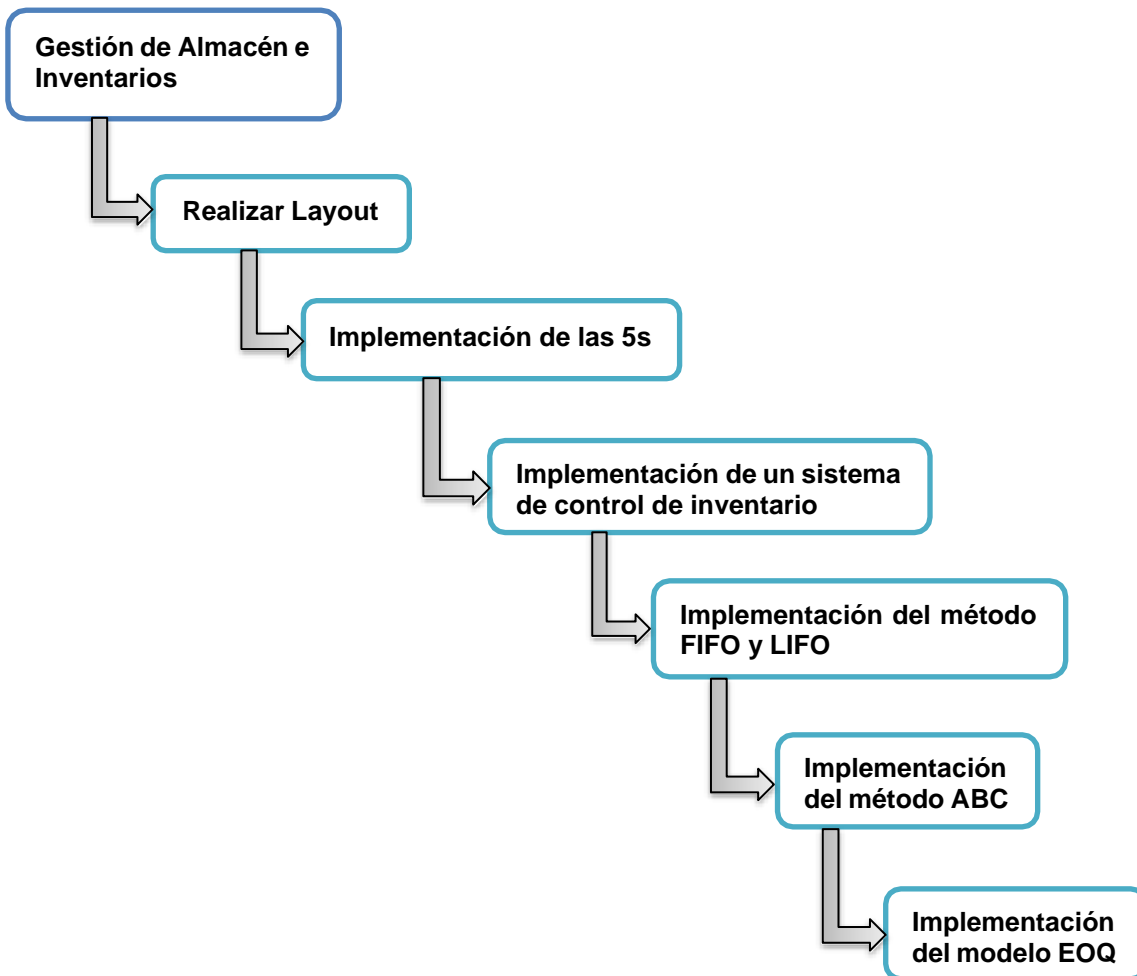 Gestión de Almacén e
Inventarios
Realizar Layout
Implementación de las 5s
Implementación de un sistema
de control de inventario
Implementación del método
FIFO y LIFO
Implementación
del método ABC
Implementación
del modelo EOQ